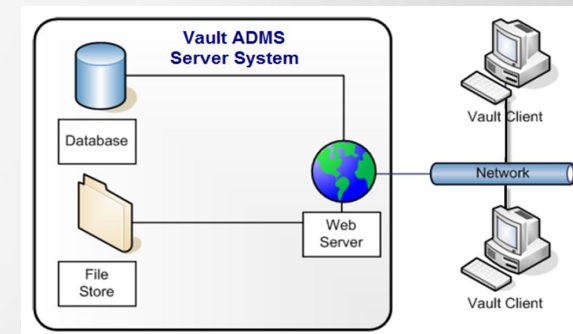 Vault ADMS
Server System
Database
File
Store
Web
Server
Vault Client
Network
Vault Client